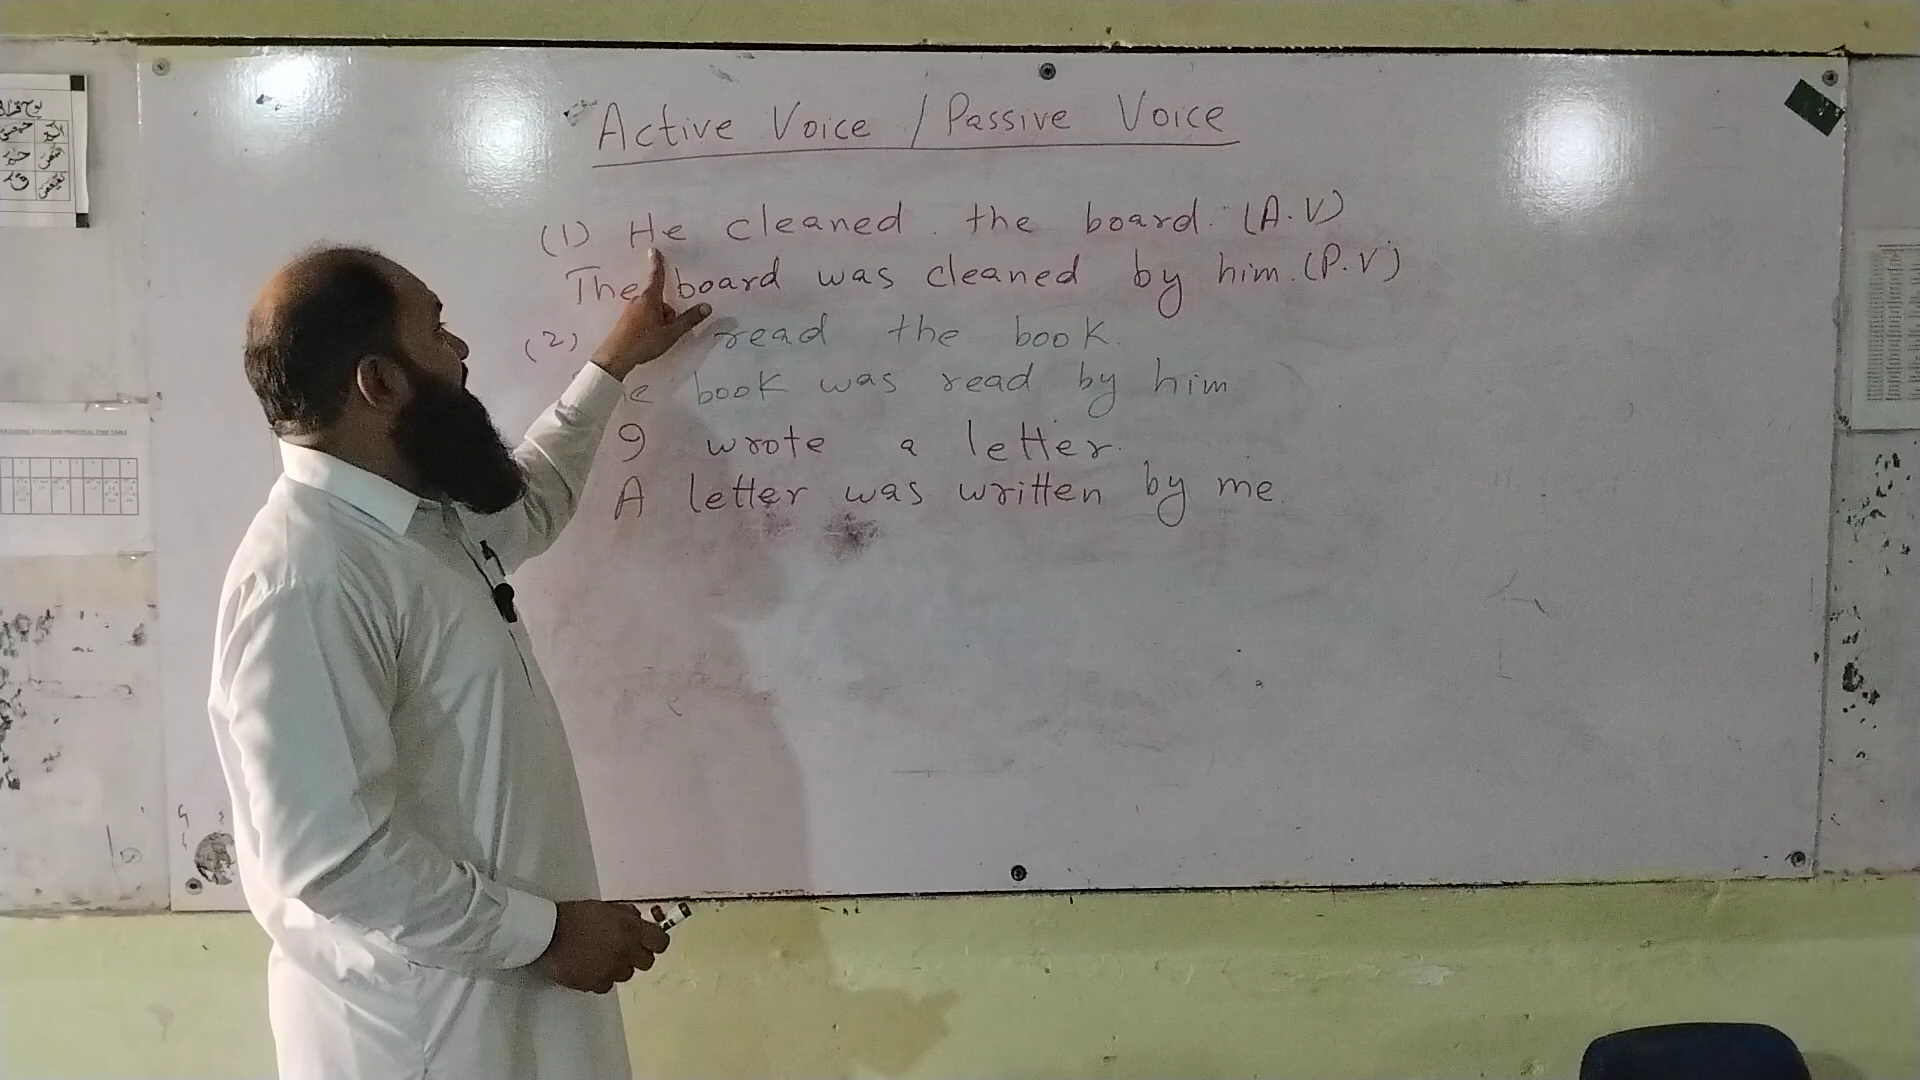 Active Voice / Passive Voice
(1) He cleaned the board. (A.V)
The board was cleaned by him. (P.V)
(2) read the book.
book was read by him
I wrote a letter.
A letter was written by me.